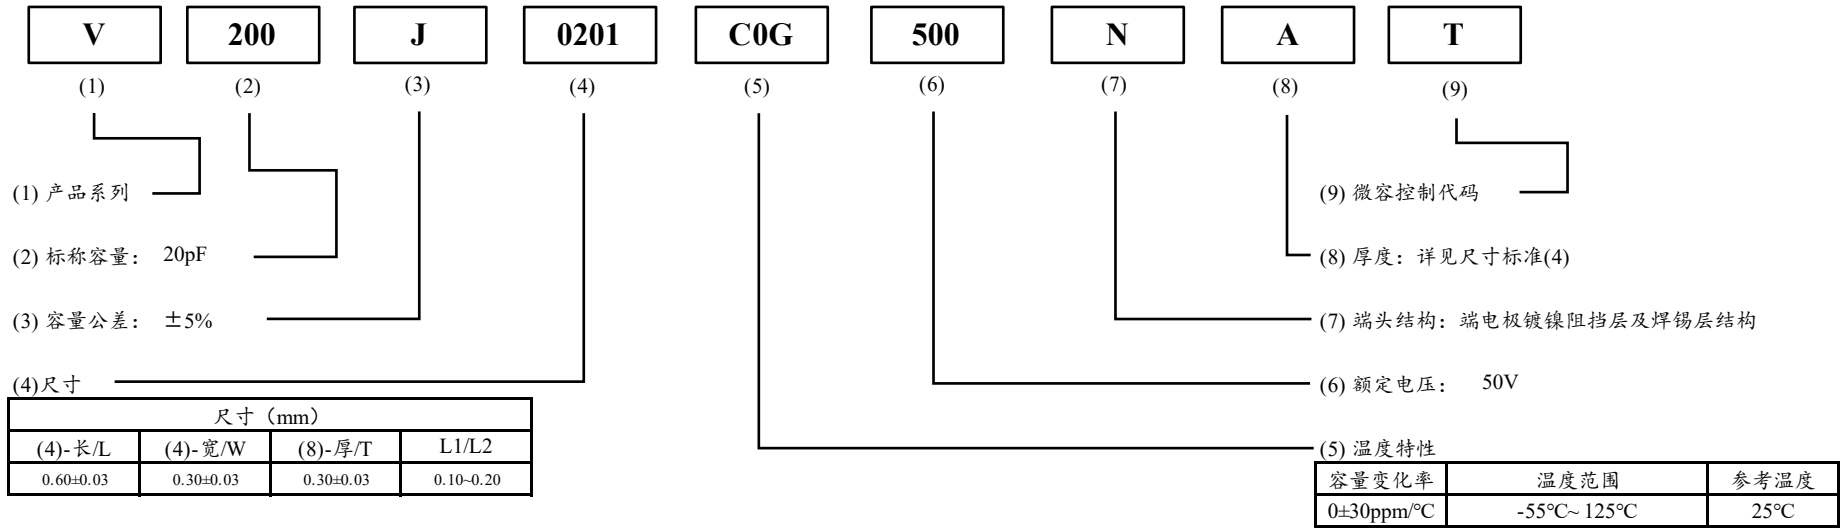 V 200 J 0201 C0G 500 N A T
(1) (2) (3) (4) (5) (6) (7) (8) (9)
(1) 产品系列
(9) 微容控制代码
(2) 标称容量： 20pF
(8) 厚度：详见尺寸标准(4)
(3) 容量公差： ±5%
(7) 端头结构：端电极镀镍阻挡层及焊锡层结构
(4)尺寸
(6) 额定电压： 50V
尺寸（mm）
(4)-长/L (4)-宽/W (8)-厚/T L1/L2
0.60±0.03 0.30±0.03 0.30±0.03 0.10~0.20
(5) 温度特性
容量变化率 温度范围 参考温度
0±30ppm/℃ -55℃~ 125℃ 25℃